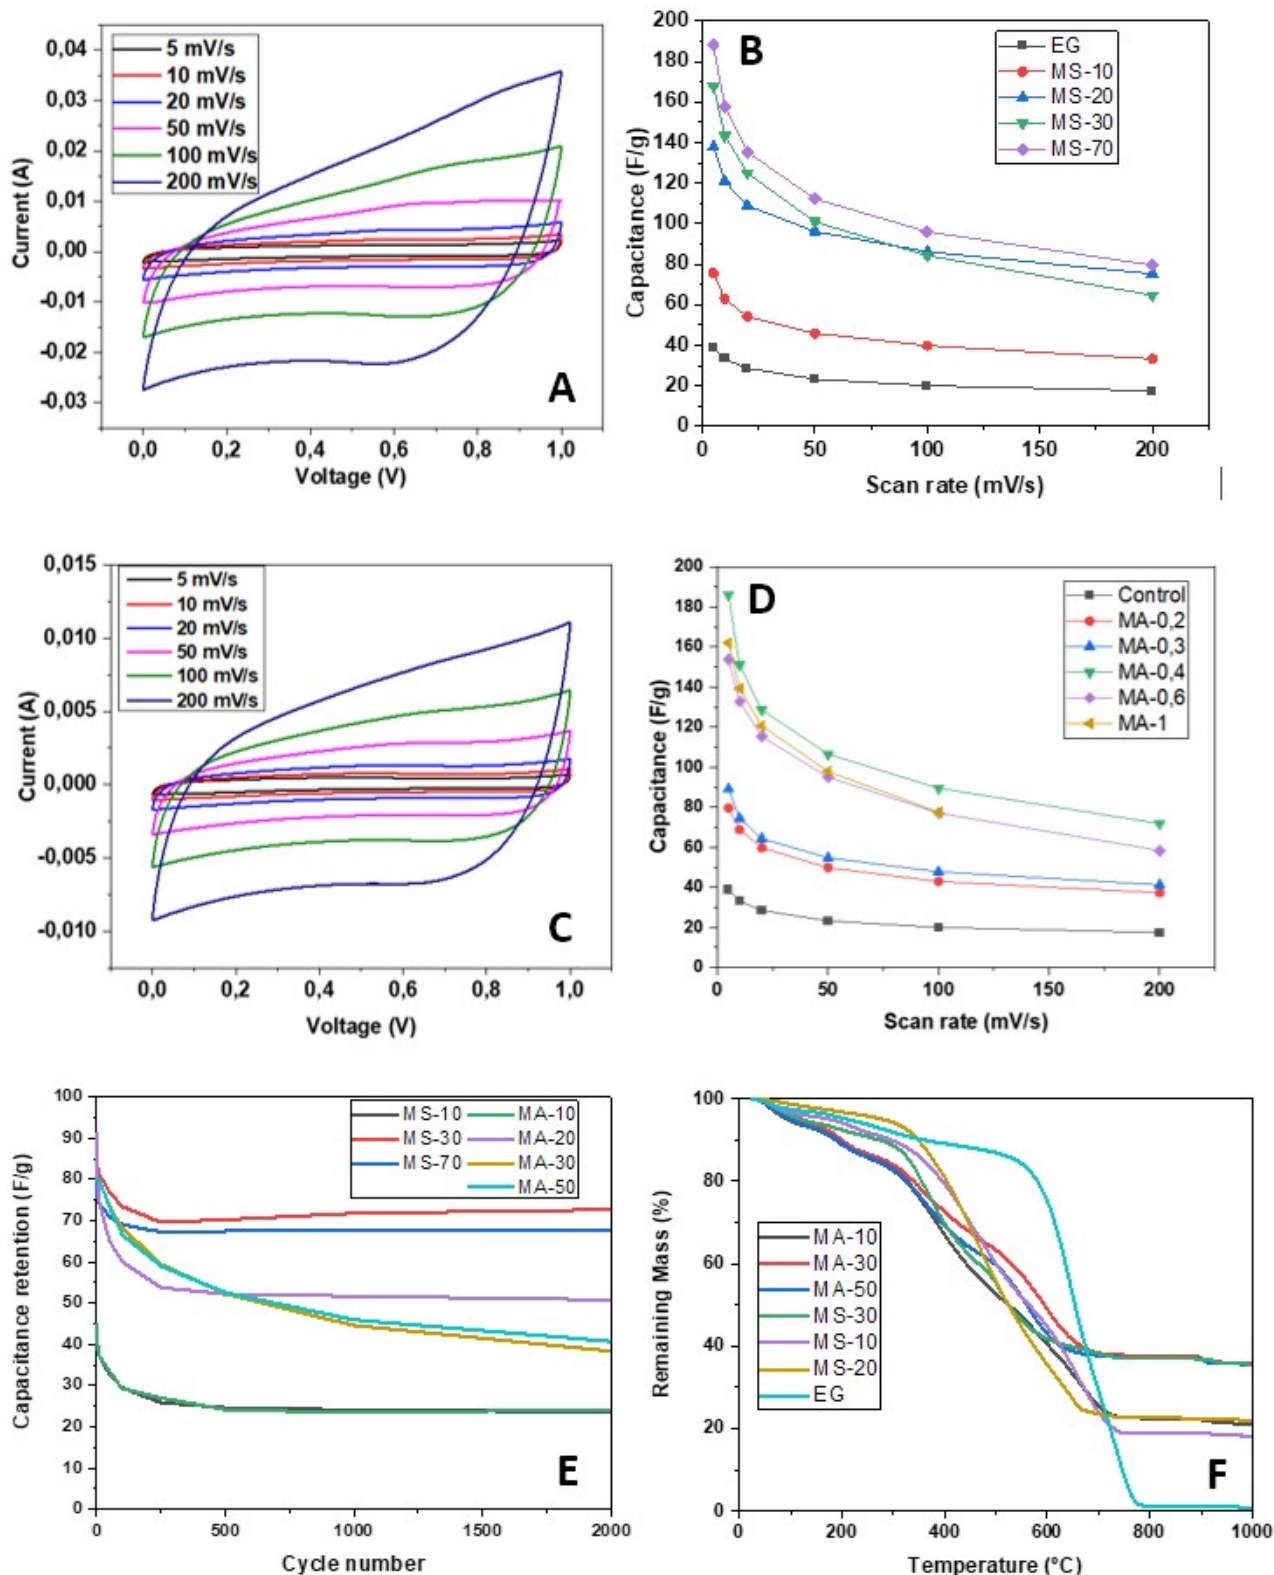 0,04
0,03
0,02
0,01
0,00
-0,01
-0,02
-0,03
Current (A)
5 mV/s
10 mV/s
20 mV/s
50 mV/s
100 mV/s
200 mV/s
A
0,0 0,2 0,4 0,6 0,8 1,0
Voltage (V)
200
180
160
140
120
100
80
60
40
20
0
Capacitance (F/g)
B
EG
MS-10
MS-20
MS-30
MS-70
0 50 100 150 200
Scan rate (mV/s)
0,015
0,010
0,005
0,000
-0,005
-0,010
Current (A)
5 mV/s
10 mV/s
20 mV/s
50 mV/s
100 mV/s
200 mV/s
C
0,0 0,2 0,4 0,6 0,8 1,0
Voltage (V)
200
180
160
140
120
100
80
60
40
20
0
Capacitance (F/g)
D
Control
MA-0,2
MA-0,3
MA-0,4
MA-0,6
MA-1
0 50 100 150 200
Scan rate (mV/s)
100
90
80
70
60
50
40
30
20
10
0
Capacitance retention (F/g)
MS-10 MA-10
MS-30 MA-20
MS-70 MA-30
MA-50
E
0 500 1000 1500 2000
Cycle number
100
80
60
40
20
0
Remaining Mass (%)
MA-10
MA-30
MA-50
MS-30
MS-10
MS-20
EG
F
0 200 400 600 800 1000
Temperature (°C)